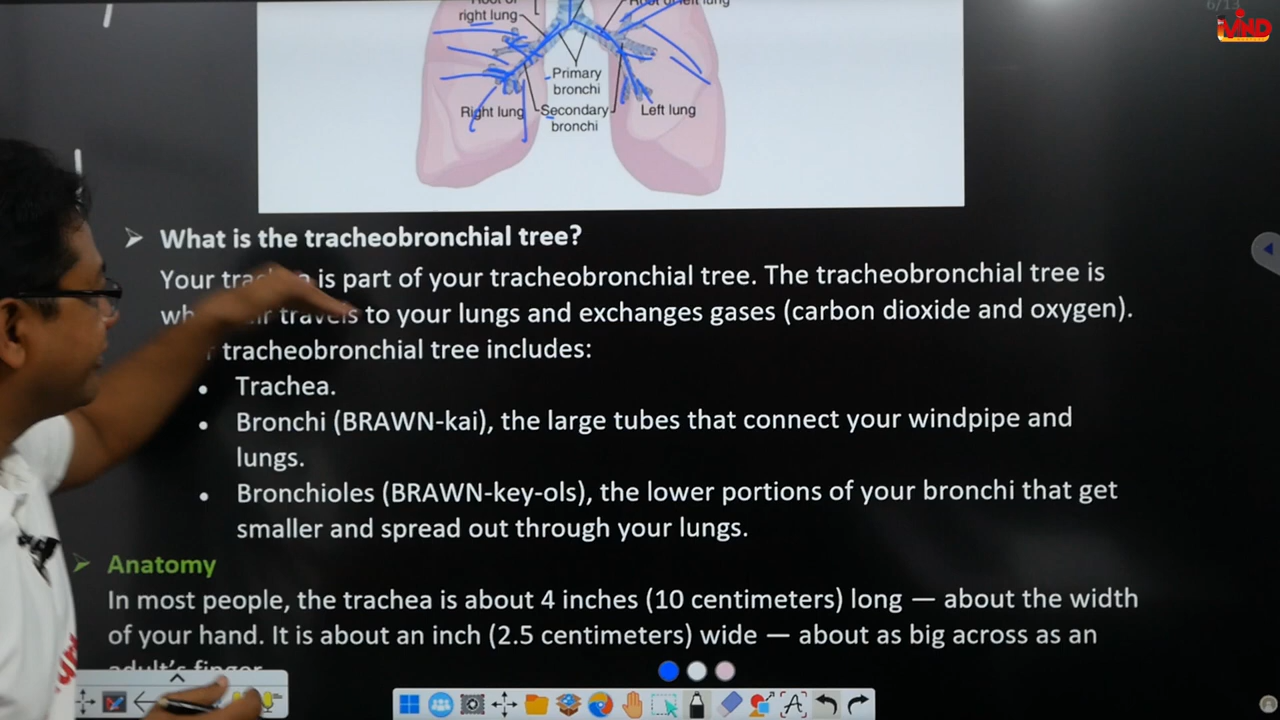 6/13
iVND
right lung
Primary
bronchi
Right lung
Secondary
bronchi
Left lung
What is the tracheobronchial tree?
Your is part of your tracheobronchial tree. The tracheobronchial tree is
travels to your lungs and exchanges gases (carbon dioxide and oxygen).
tracheobronchial tree includes:
• Trachea.
• Bronchi (BRAWN-kai), the large tubes that connect your windpipe and
lungs.
• Bronchioles (BRAWN-key-ols), the lower portions of your bronchi that get
smaller and spread out through your lungs.
Anatomy
In most people, the trachea is about 4 inches (10 centimeters) long — about the width
of your hand. It is about an inch (2.5 centimeters) wide — about as big across as an
adult's finger